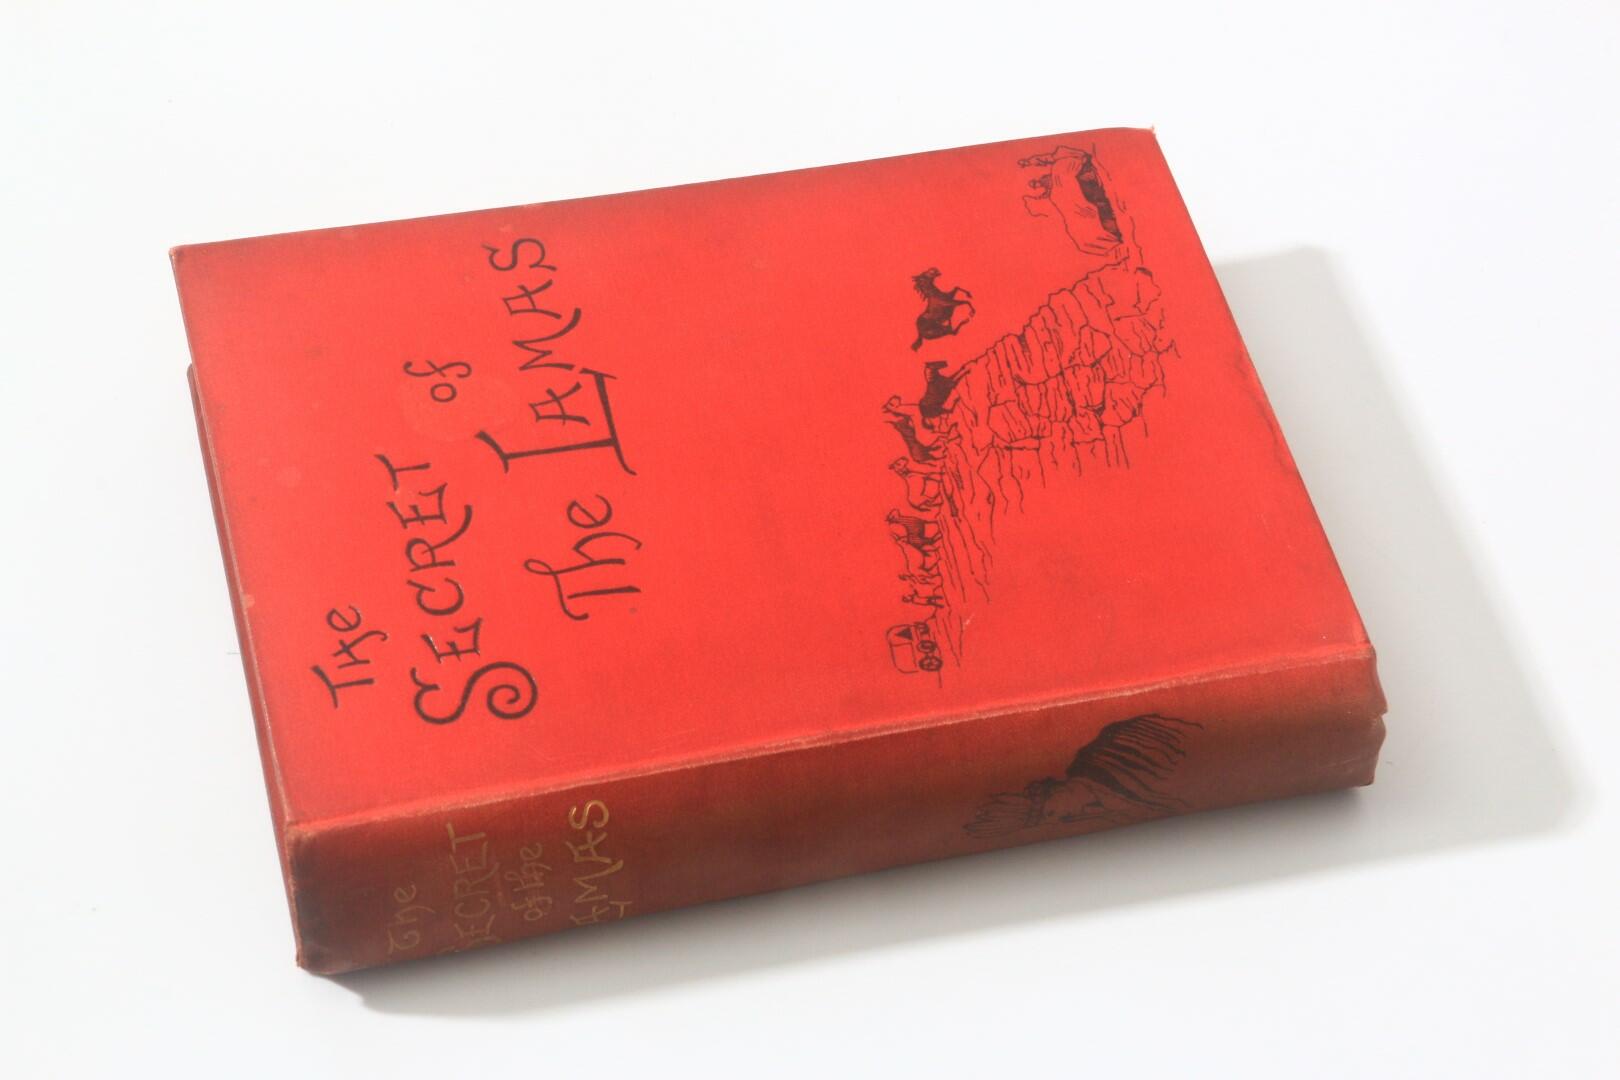 The
SECRET
of
The LAMAS
The
SECRET
of the
LAMAS